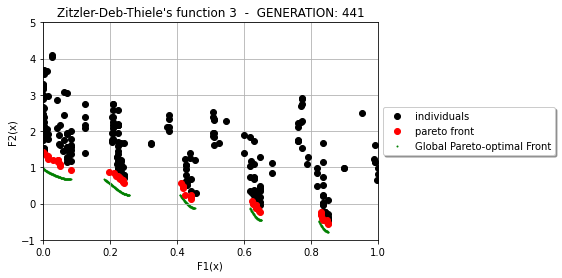 Zitzler-Deb-Thiele's function 3 - GENERATION: 441
5
4
3
2
1
0
−1
F2(x)
0.0 0.2 0.4 0.6 0.8 1.0
F1(x)
individuals
pareto front
Global Pareto-optimal Front